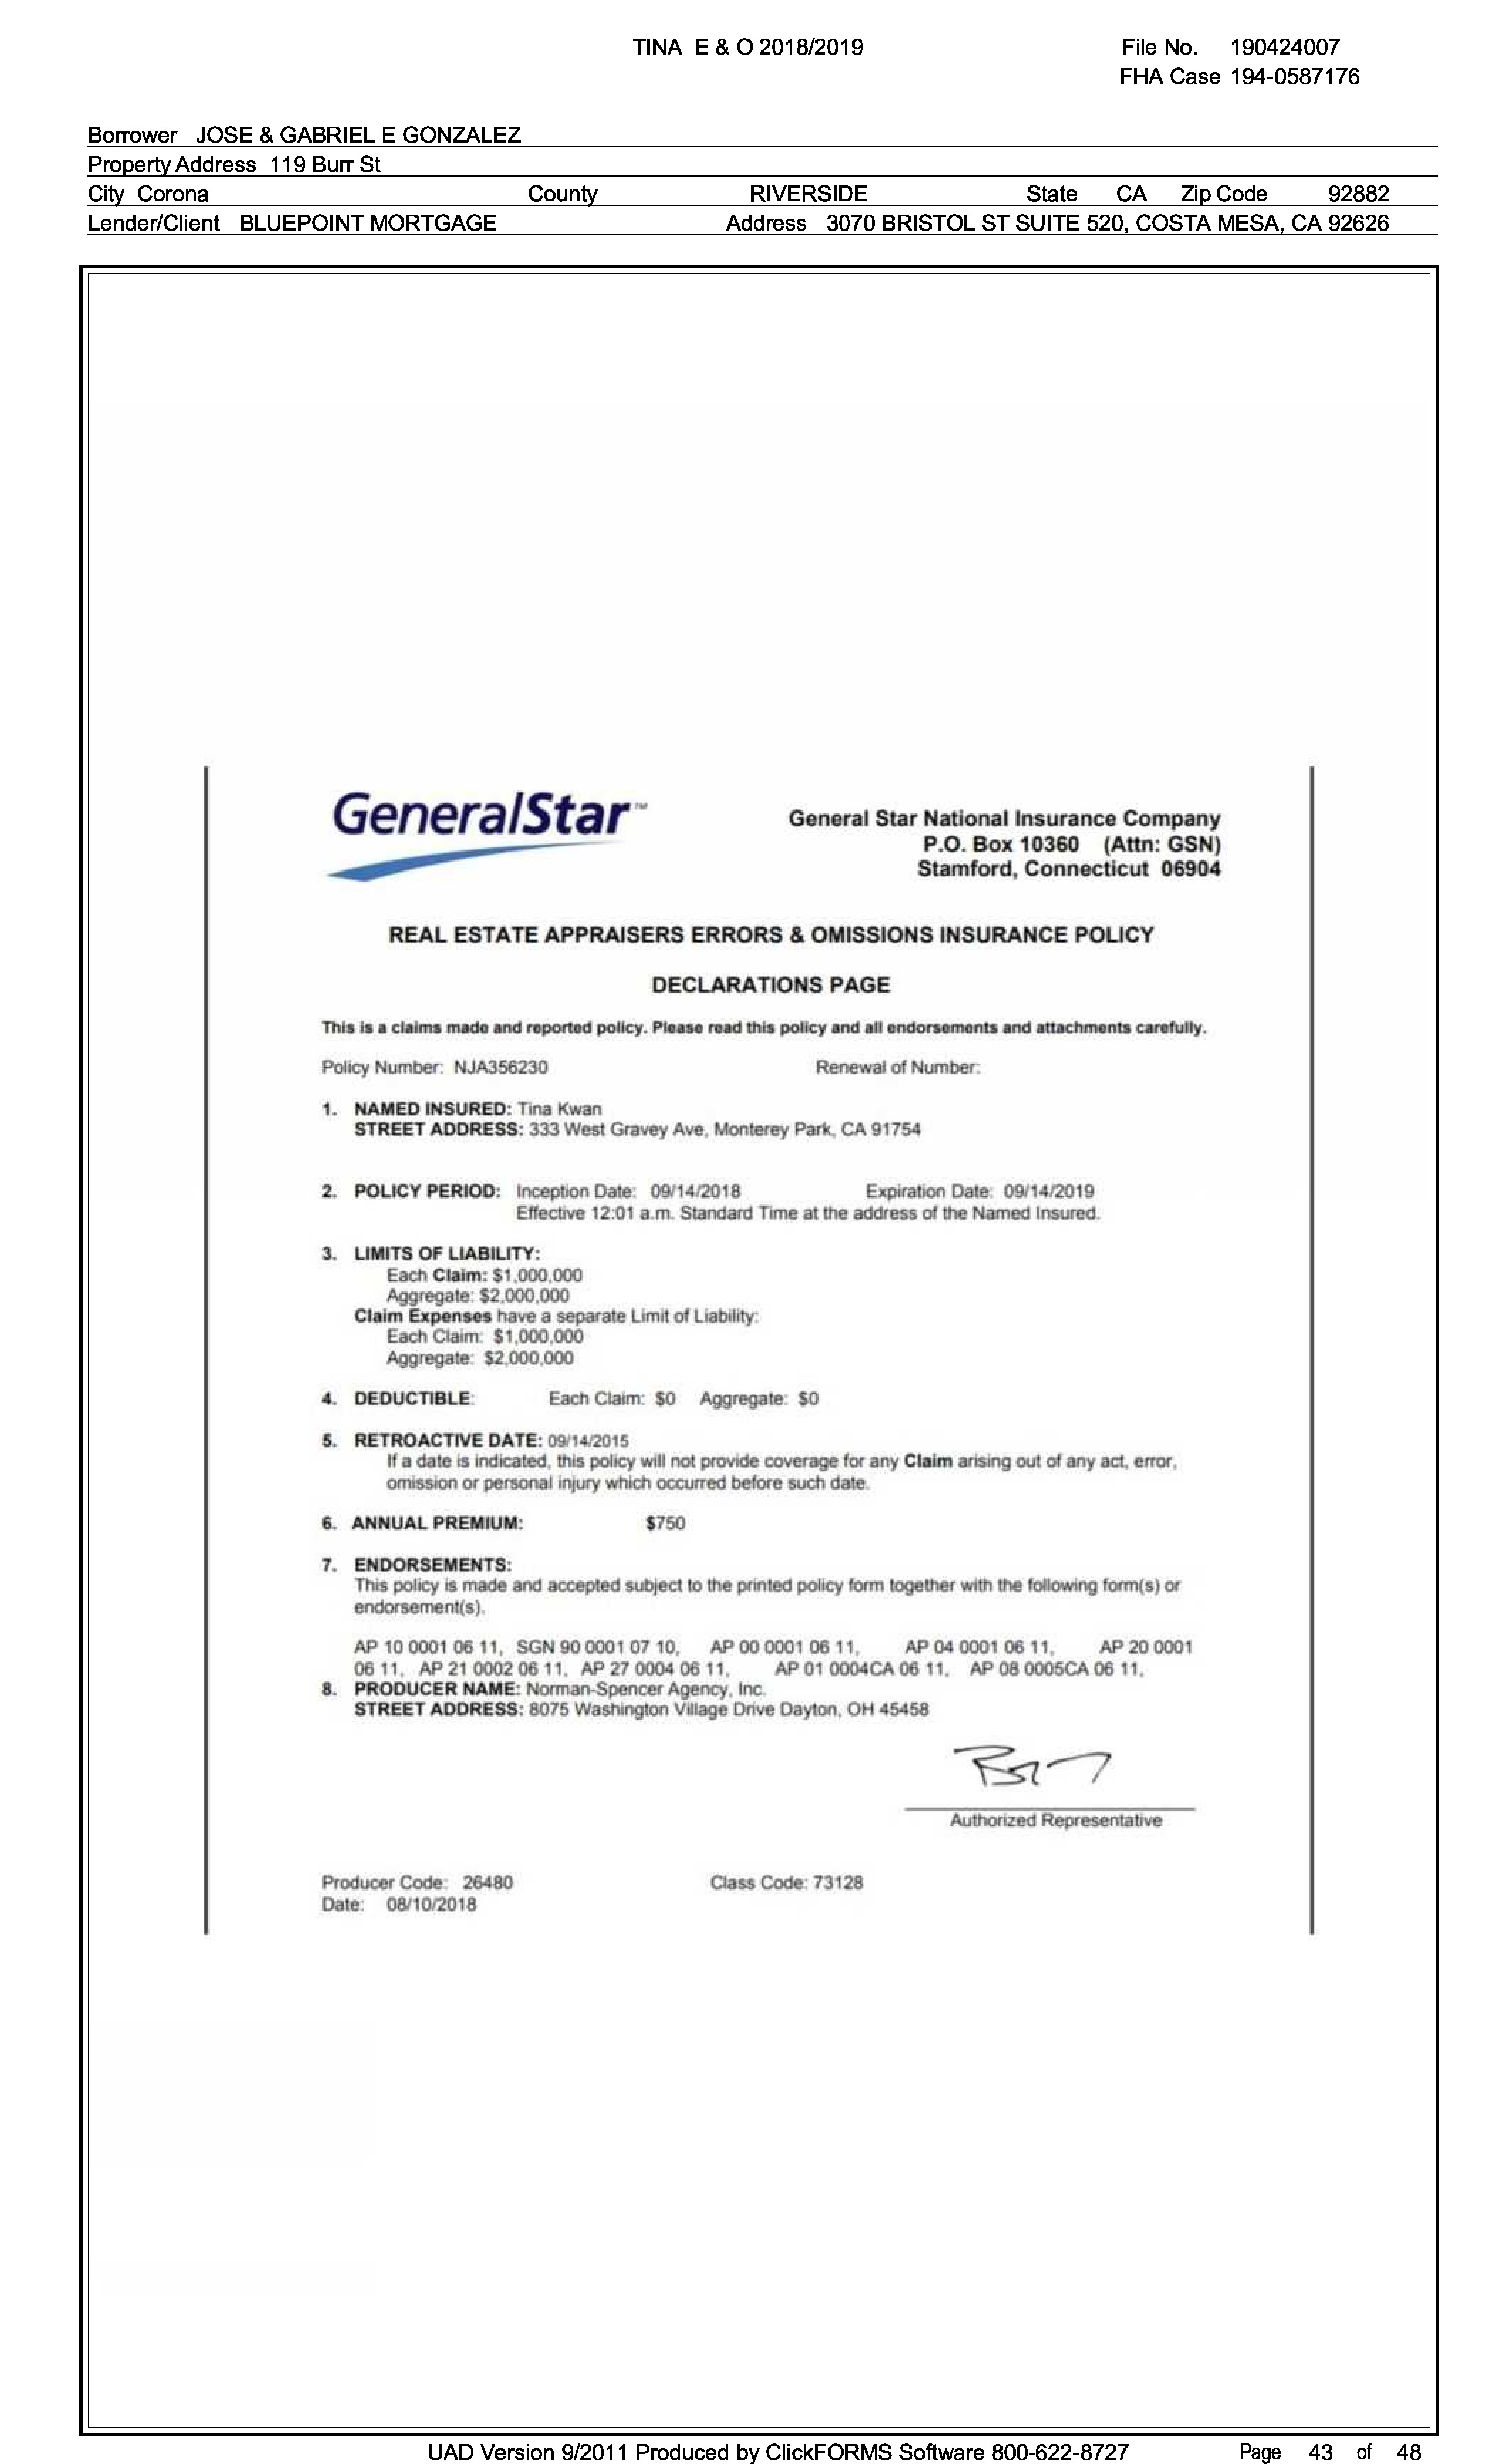 TINA E & O 2018/2019
File No. 190424007
FHA Case 194-0587176
Borrower JOSE & GABRIEL E GONZALEZ
Property Address 119 Burr St
City Corona County RIVERSIDE State CA Zip Code 92882
Lender/Client BLUEPOINT MORTGAGE Address 3070 BRISTOL ST SUITE 520, COSTA MESA, CA 92626
GeneralStar™
General Star National Insurance Company
P.O. Box 10360 (Attn: GSN)
Stamford, Connecticut 06904
REAL ESTATE APPRAISERS ERRORS & OMISSIONS INSURANCE POLICY
DECLARATIONS PAGE
This is a claims made and reported policy. Please read this policy and all endorsements and attachments carefully.
Policy Number: NJA356230 Renewal of Number:
1. NAMED INSURED: Tina Kwan
STREET ADDRESS: 333 West Gravey Ave, Monterey Park, CA 91754
2. POLICY PERIOD: Inception Date: 09/14/2018 Expiration Date: 09/14/2019
Effective 12:01 a.m. Standard Time at the address of the Named Insured.
3. LIMITS OF LIABILITY:
Each Claim: $1,000,000
Aggregate: $2,000,000
Claim Expenses have a separate Limit of Liability:
Each Claim: $1,000,000
Aggregate: $2,000,000
4. DEDUCTIBLE: Each Claim: $0 Aggregate: $0
5. RETROACTIVE DATE: 09/14/2015
If a date is indicated, this policy will not provide coverage for any Claim arising out of any act, error,
omission or personal injury which occurred before such date.
6. ANNUAL PREMIUM: $750
7. ENDORSEMENTS:
This policy is made and accepted subject to the printed policy form together with the following form(s) or
endorsement(s).
AP 10 0001 06 11, SGN 90 0001 07 10, AP 00 0001 06 11, AP 04 0001 06 11, AP 20 0001
06 11, AP 21 0002 06 11, AP 27 0004 06 11, AP 01 0004CA 06 11, AP 08 0005CA 06 11,
8. PRODUCER NAME: Norman-Spencer Agency, Inc.
STREET ADDRESS: 8075 Washington Village Drive Dayton, OH 45458
Authorized Representative
Producer Code: 26480 Class Code: 73128
Date: 08/10/2018
UAD Version 9/2011 Produced by ClickFORMS Software 800-622-8727 Page 43 of 48